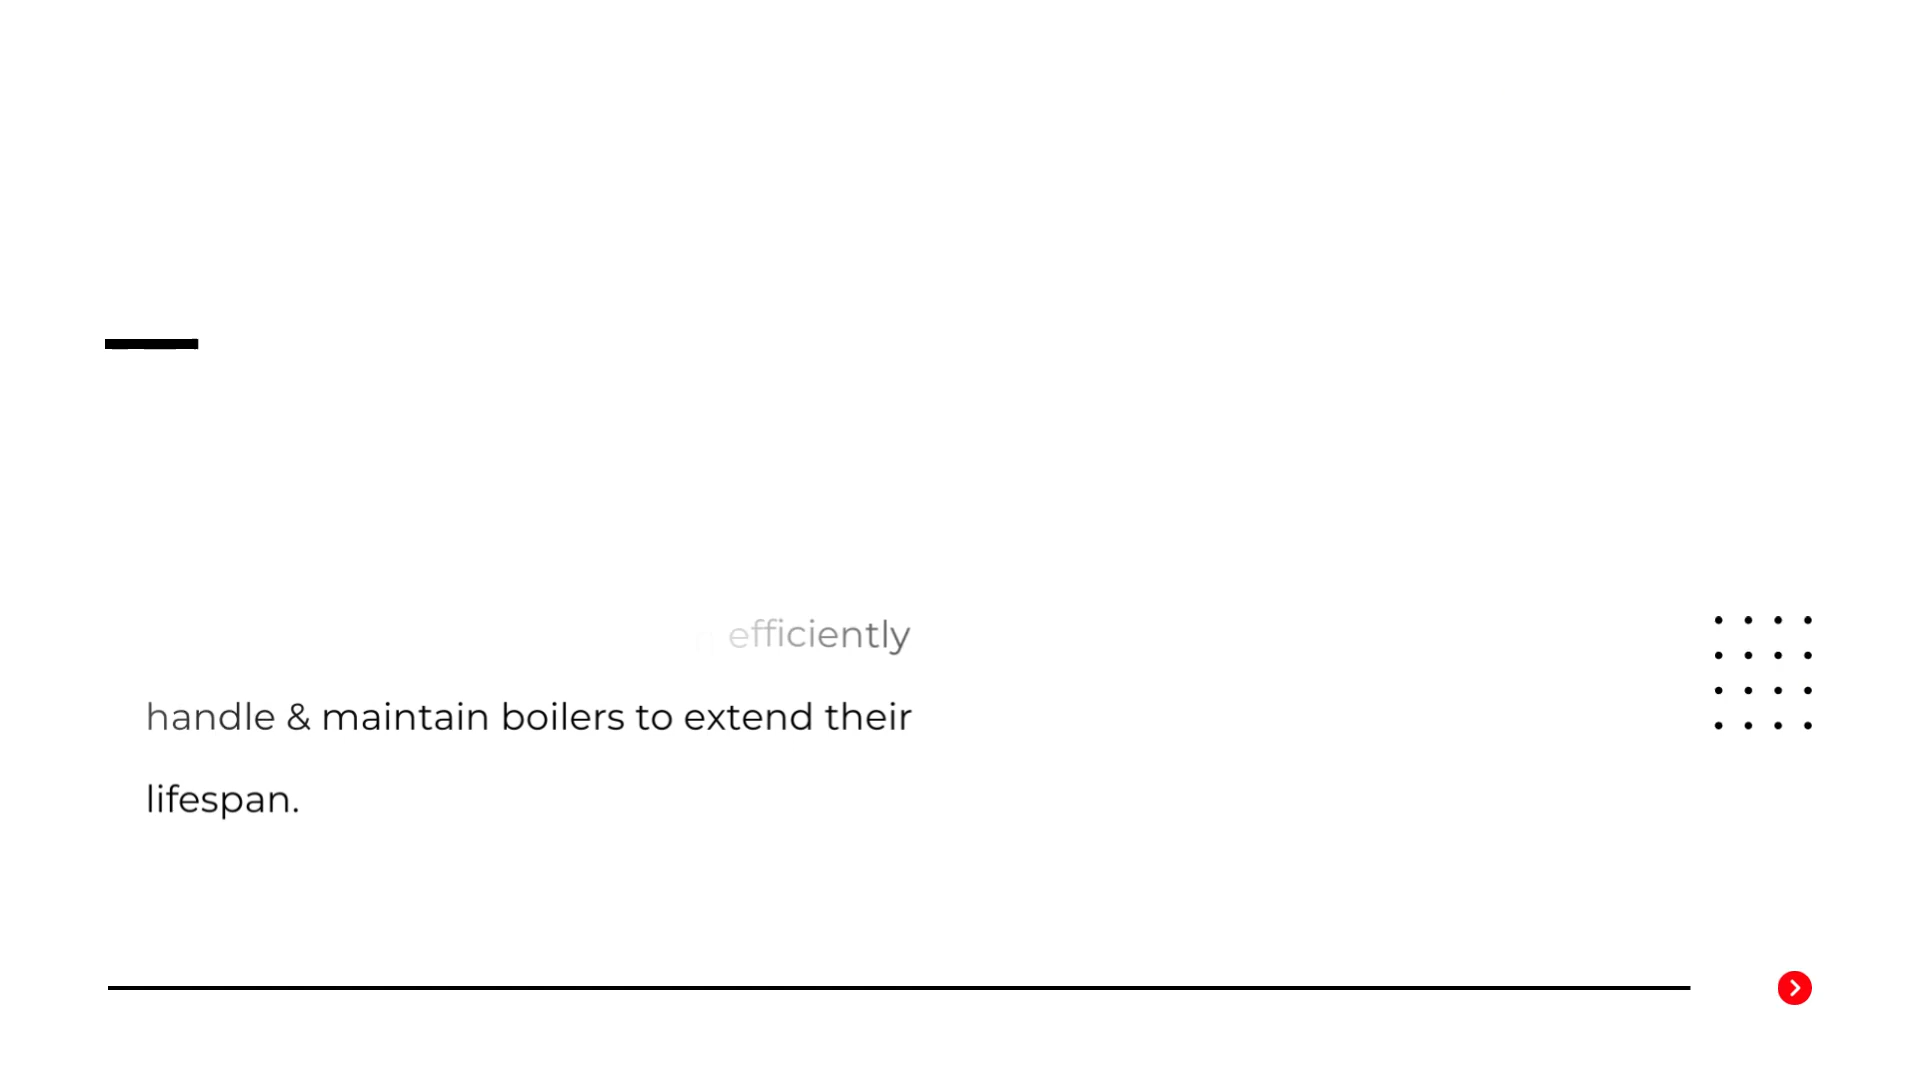 efficiently
handle & maintain boilers to extend their
lifespan.